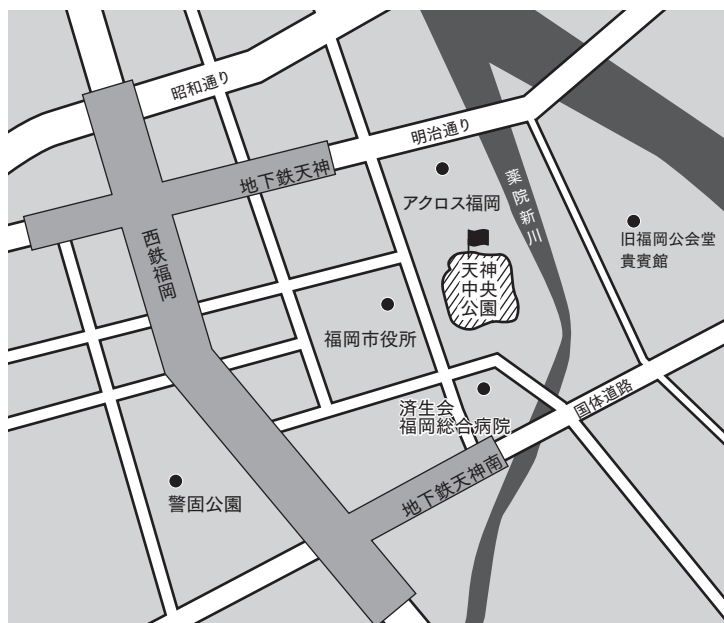 昭和通り
明治通り
地下鉄天神
アクロス福岡
薬院新川
旧福岡公会堂
貴賓館
西鉄福岡
天神
中央
公園
福岡市役所
済生会
福岡総合病院
国体道路
地下鉄天神南
警固公園